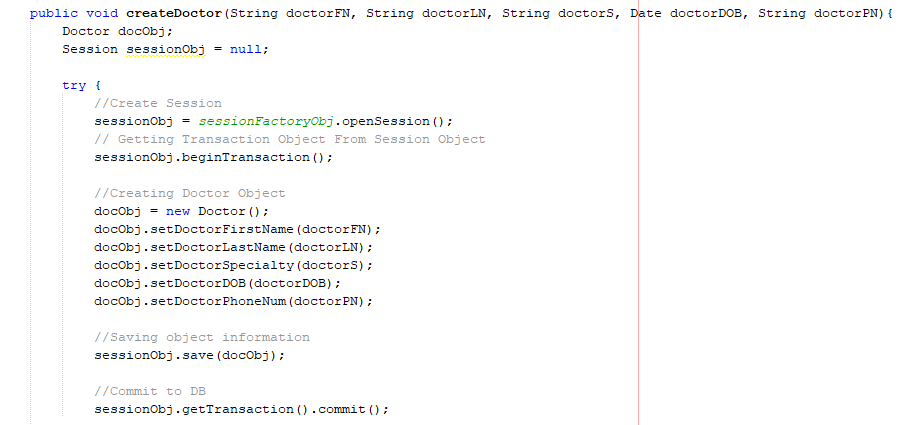 public void createDoctor(String doctorFN, String doctorLN, String doctorS, Date doctorDOB, String doctorPN){
Doctor docObj;
Session sessionObj = null;
try {
//Create Session
sessionObj = sessionFactoryObj.openSession();
// Getting Transaction Object From Session Object
sessionObj.beginTransaction();
//Creating Doctor Object
docObj = new Doctor();
docObj.setDoctorFirstName(doctorFN);
docObj.setDoctorLastName(doctorLN);
docObj.setDoctorSpecialty(doctorS);
docObj.setDoctorDOB(doctorDOB);
docObj.setDoctorPhoneNum(doctorPN);
//Saving object information
sessionObj.save(docObj);
//Commit to DB
sessionObj.getTransaction().commit();